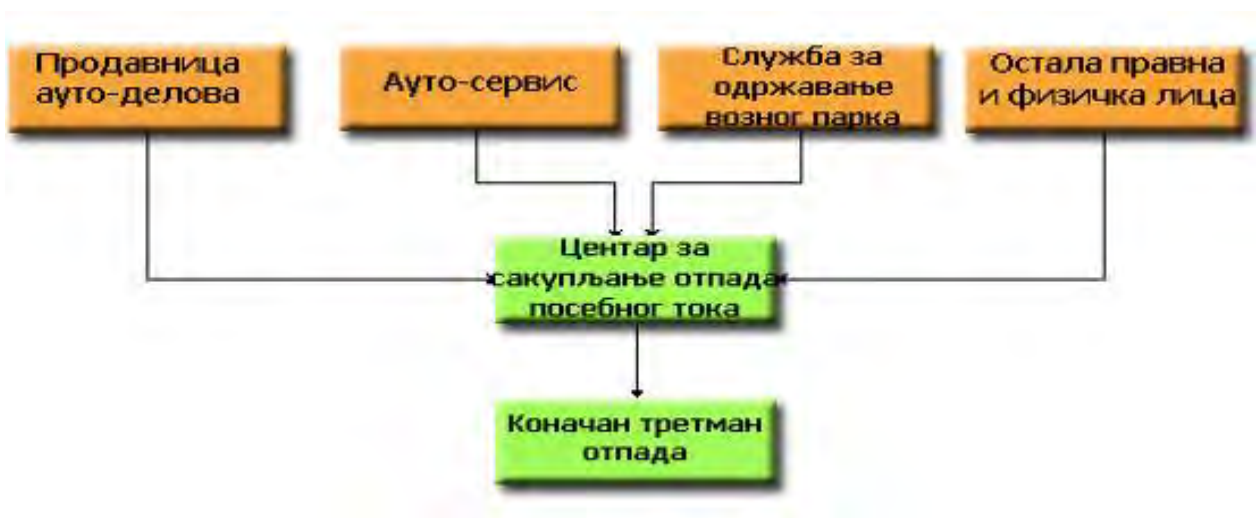 Продавница
ауто-делова
Ауто-сервис
Служба за
одржавање
возног парка
Остала правна
и физичка лица
Центар за
сакупљање отпада
посебног тока
Коначан третман
отпада